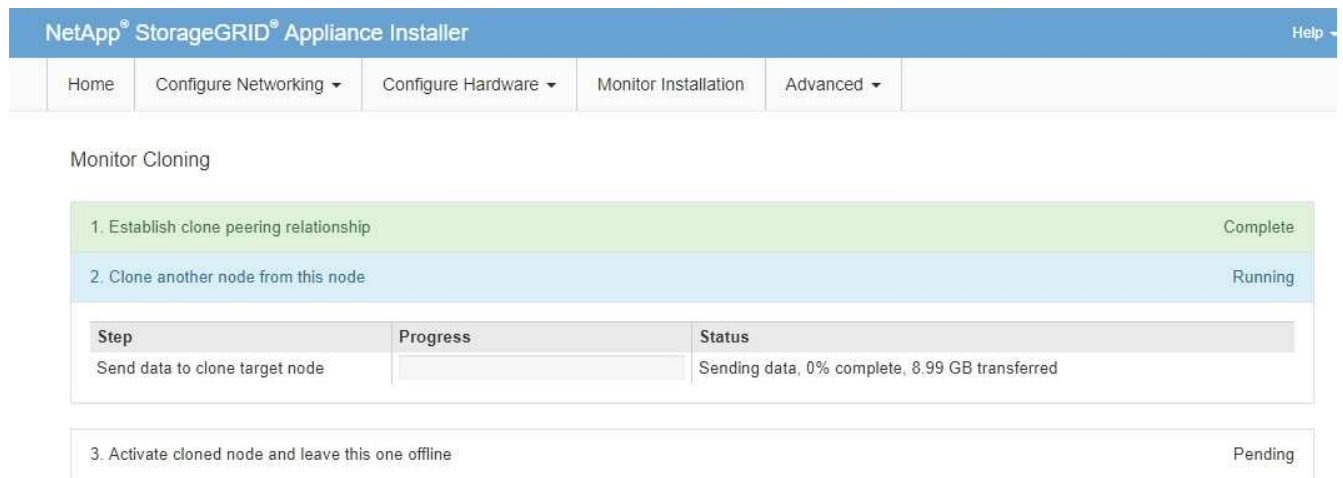 NetApp® StorageGRID® Appliance Installer Help
Home Configure Networking Configure Hardware Monitor Installation Advanced
Monitor Cloning
1. Establish clone peering relationship Complete
2. Clone another node from this node Running
Step Progress Status
Send data to clone target node Sending data, 0% complete, 8.99 GB transferred
3. Activate cloned node and leave this one offline Pending